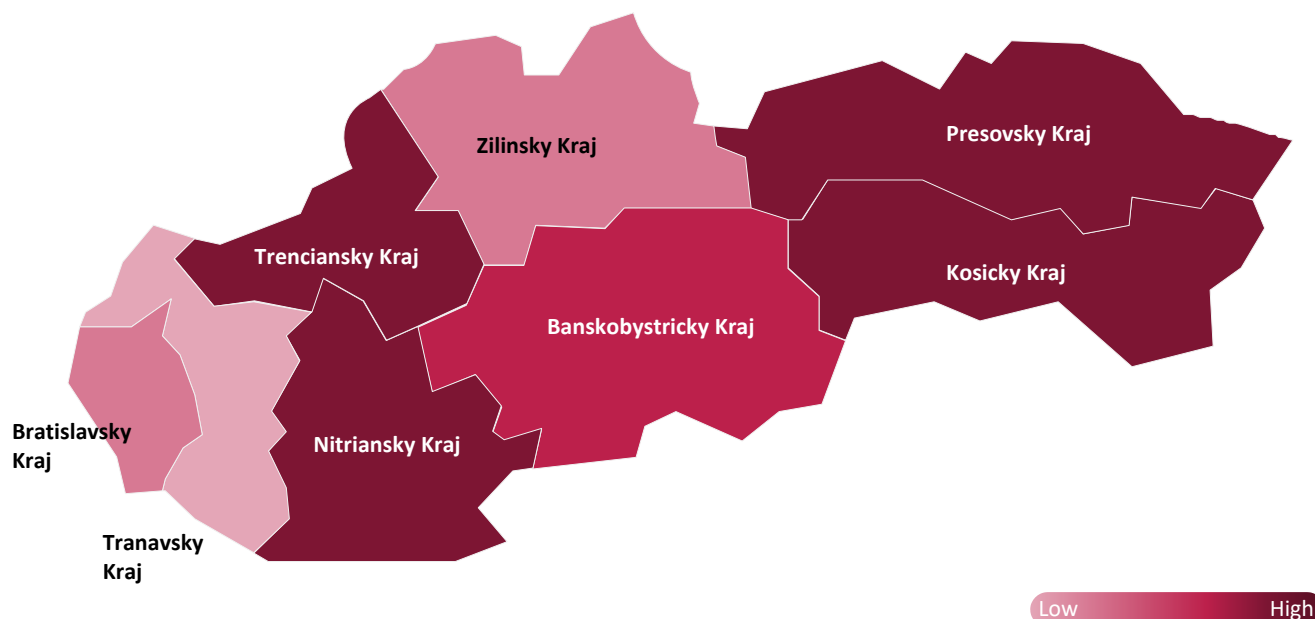 Presovsky Kraj
Zilinsky Kraj
Trenciansky Kraj
Kosicky Kraj
Banskobystricky Kraj
Bratislavsky
Kraj
Nitriansky Kraj
Tranavsky
Kraj
Low
High